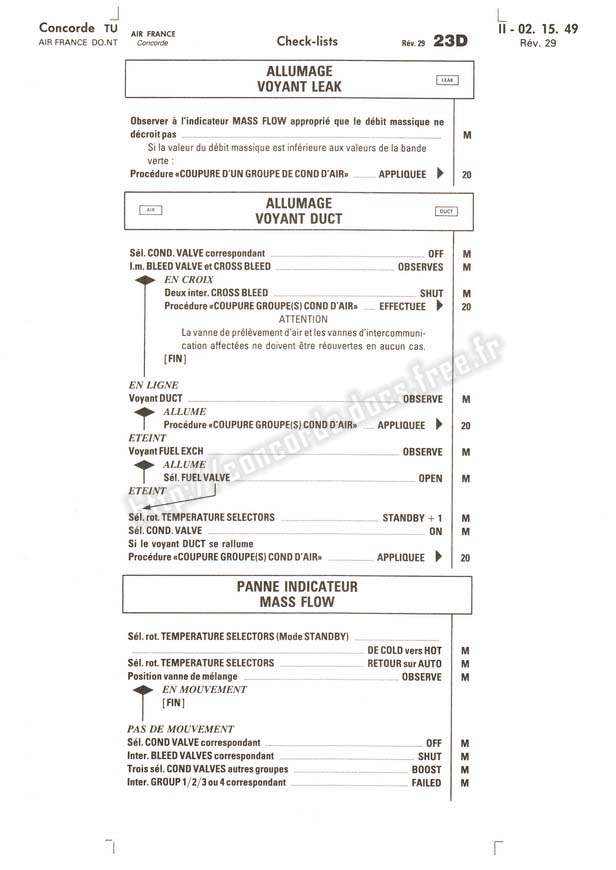 Concorde TU
AIR FRANCE DO.NT
AIR FRANCE
Concorde
Check-lists
Rév. 29 23D
II - 02. 15. 49
Rév. 29
ALLUMAGE
VOYANT LEAK
LEAK
Observer à l'indicateur MASS FLOW approprié que le débit massique ne
décroit pas M
Si la valeur du débit massique est inférieure aux valeurs de la bande
verte :
Procédure «COUPURE D'UN GROUPE DE COND D'AIR» APPLIQUEE 20
AIR
ALLUMAGE
VOYANT DUCT
DUCT
Sél. COND. VALVE correspondant OFF M
I.m. BLEED VALVE et CROSS BLEED OBSERVES M
EN CROIX
Deux inter. CROSS BLEED SHUT M
Procédure «COUPURE GROUPE(S) COND D'AIR» EFFECTUEE 20
ATTENTION
La vanne de prélèvement d'air et les vannes d'intercommuni-
cation affectées ne doivent être réouvertes en aucun cas.
[FIN]
EN LIGNE
Voyant DUCT OBSERVE M
ALLUME
Procédure «COUPURE GROUPE(S) COND D'AIR» APPLIQUEE 20
ETEINT
Voyant FUEL EXCH OBSERVE M
ALLUME
Sél. FUEL VALVE OPEN M
ETEINT
Sél. rot. TEMPERATURE SELECTORS STANDBY + 1 M
Sél. COND. VALVE ON M
Si le voyant DUCT se rallume
Procédure «COUPURE GROUPE(S) COND D'AIR» APPLIQUEE 20
http://concorde.docs.free.fr
PANNE INDICATEUR
MASS FLOW
Sél. rot. TEMPERATURE SELECTORS (Mode STANDBY)
DE COLD vers HOT M
Sél. rot. TEMPERATURE SELECTORS RETOUR sur AUTO M
Position vanne de mélange OBSERVE M
EN MOUVEMENT
[FIN]
PAS DE MOUVEMENT
Sél. COND VALVE correspondant OFF M
Inter. BLEED VALVES correspondant SHUT M
Trois sél. COND VALVES autres groupes BOOST M
Inter. GROUP 1/2/3 ou 4 correspondant FAILED M